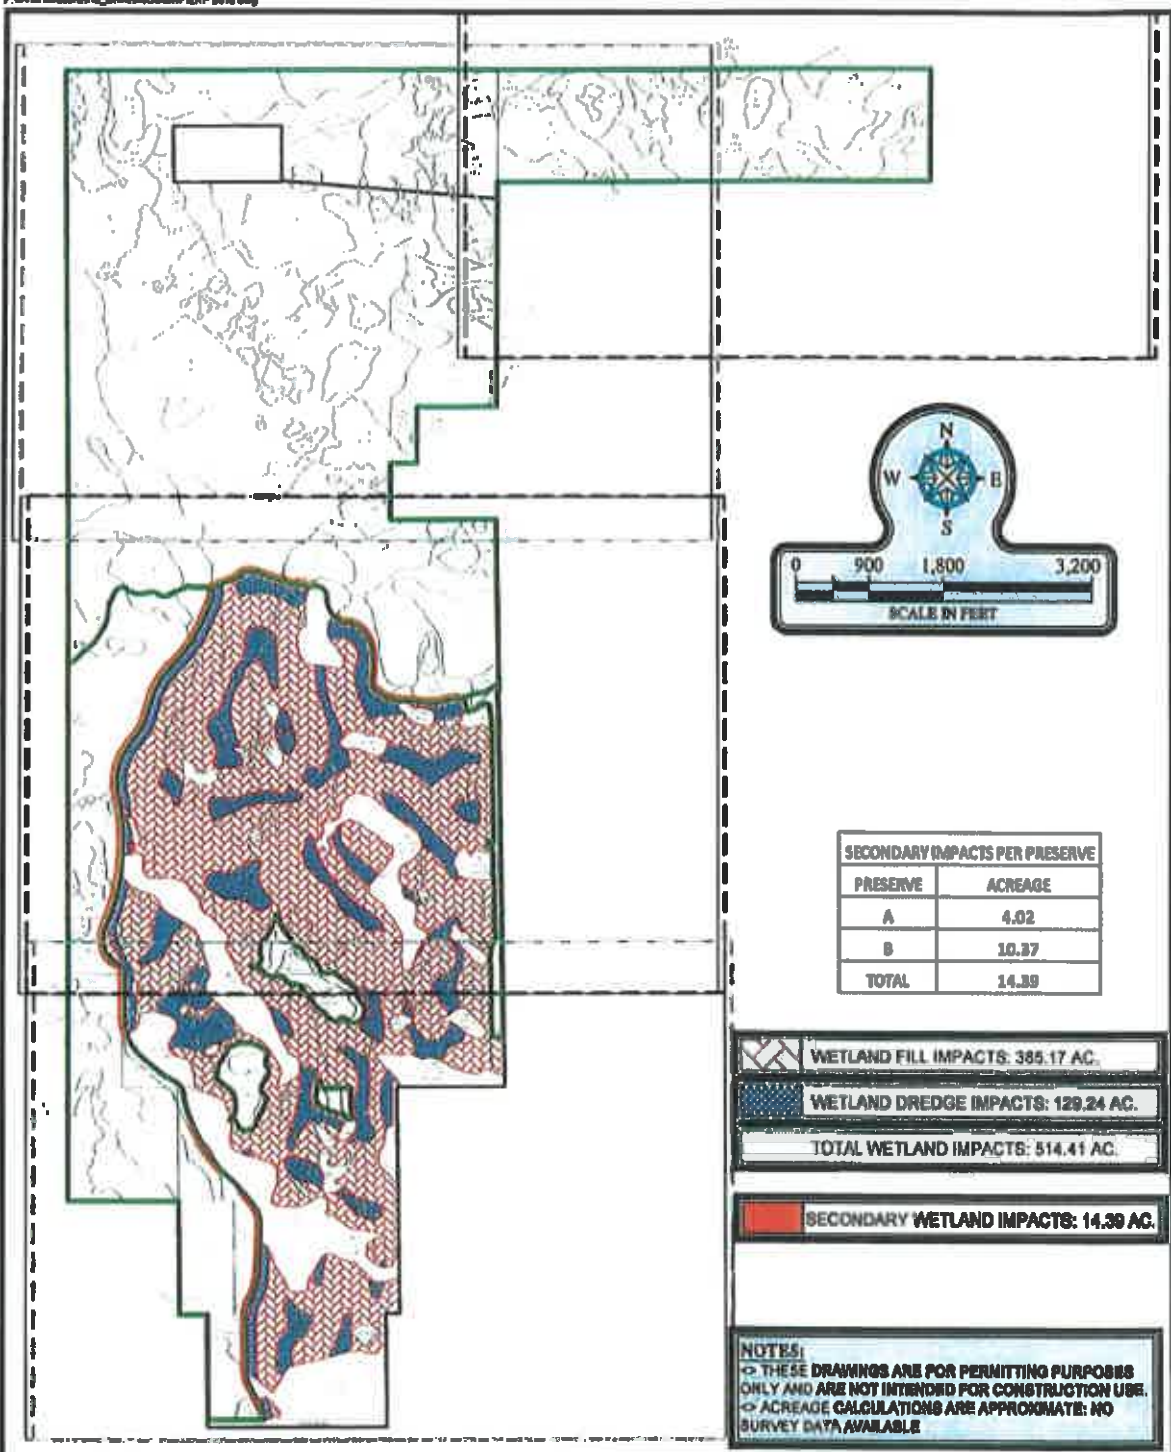 N
W E
S
0 900 1,800 3,200
SCALE IN FEET
SECONDARY IMPACTS PER PRESERVE
PRESERVE ACREAGE
A 4.02
B 10.37
TOTAL 14.39
WETLAND FILL IMPACTS: 385.17 AC.
WETLAND DREDGE IMPACTS: 129.24 AC.
TOTAL WETLAND IMPACTS: 514.41 AC.
SECONDARY WETLAND IMPACTS: 14.39 AC.
NOTES:
<> THESE DRAWINGS ARE FOR PERMITTING PURPOSES
ONLY AND ARE NOT INTENDED FOR CONSTRUCTION USE.
<> ACREAGE CALCULATIONS ARE APPROXIMATE: NO
SURVEY DATA AVAILABLE